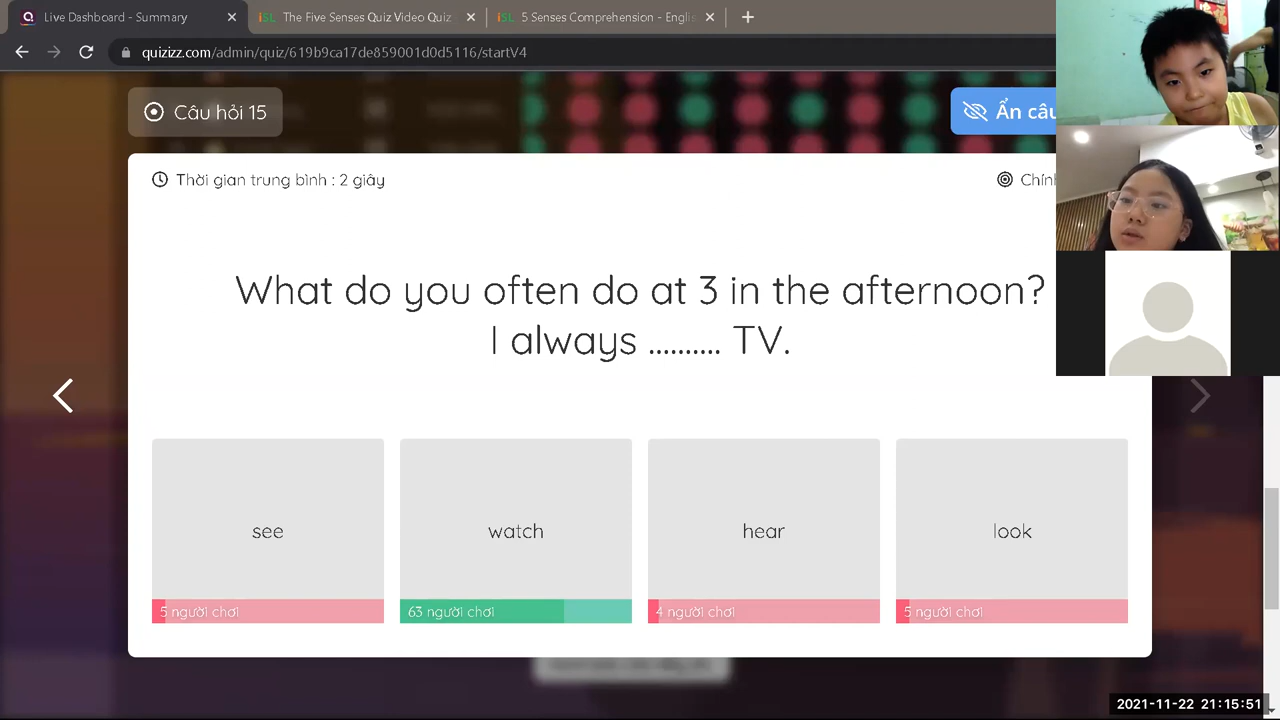 Live Dashboard - Summary
iSL The Five Senses Quiz Video Quiz
iSL 5 Senses Comprehension - Englis
quizizz.com/admin/quiz/619b9ca17de859001d0d5116/startV4
Câu hỏi 15
Ẩn câu
Thời gian trung bình : 2 giây
Chính
What do you often do at 3 in the afternoon?
I always .......... TV.
see
watch
hear
look
5 người chơi
63 người chơi
4 người chơi
5 người chơi
2021-11-22 21:15:51